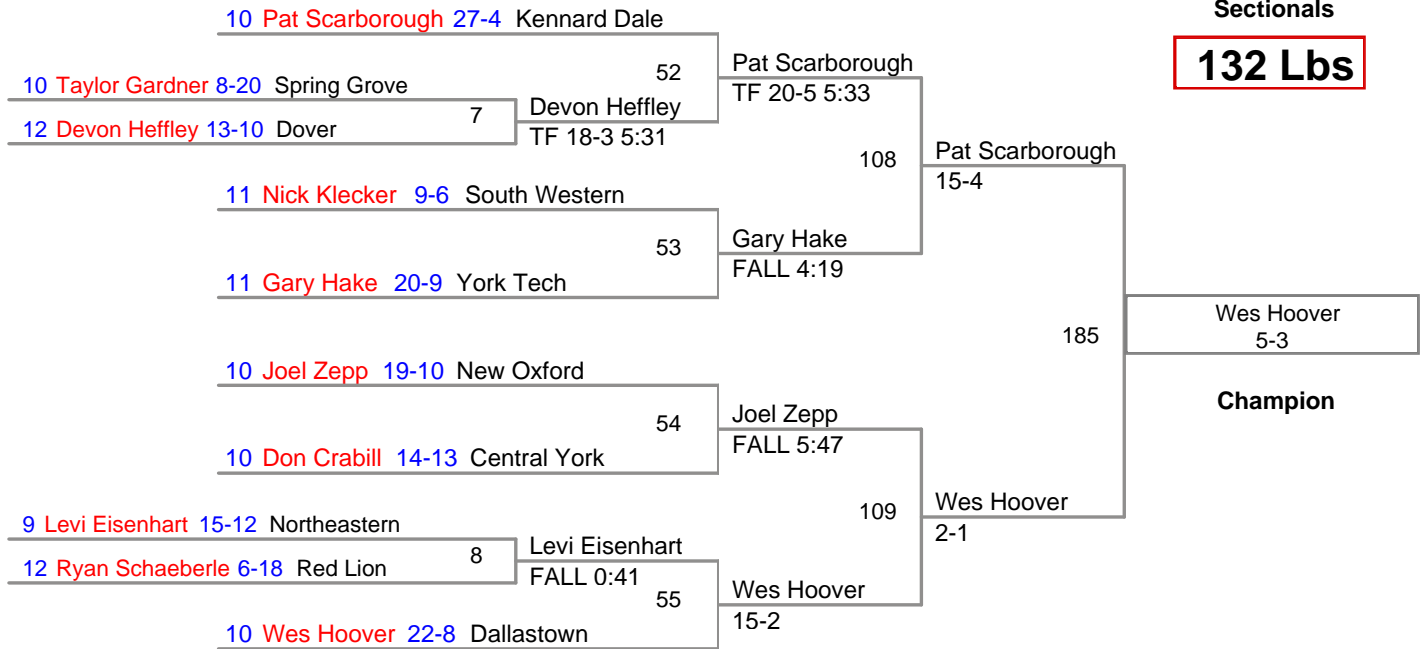 Sectionals
132 Lbs
10 Pat Scarborough 27-4 Kennard Dale
52
Pat Scarborough
TF 20-5 5:33
10 Taylor Gardner 8-20 Spring Grove
7
Devon Heffley
TF 18-3 5:31
12 Devon Heffley 13-10 Dover
108
Pat Scarborough
15-4
11 Nick Klecker 9-6 South Western
53
Gary Hake
FALL 4:19
11 Gary Hake 20-9 York Tech
185
Wes Hoover
5-3
Champion
10 Joel Zepp 19-10 New Oxford
54
Joel Zepp
FALL 5:47
10 Don Crabill 14-13 Central York
109
Wes Hoover
2-1
9 Levi Eisenhart 15-12 Northeastern
8
Levi Eisenhart
FALL 0:41
12 Ryan Schaeberle 6-18 Red Lion
55
Wes Hoover
15-2
10 Wes Hoover 22-8 Dallastown